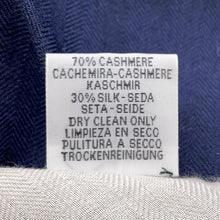 70% CASHMERE
CACHEMIRA-CASHMERE
KASCHMIR
30% SILK-SEDA
SETA-SEIDE
DRY CLEAN ONLY
LIMPIEZA EN SECO
PULITURA A SECCO
TROCKENREINIGUNG